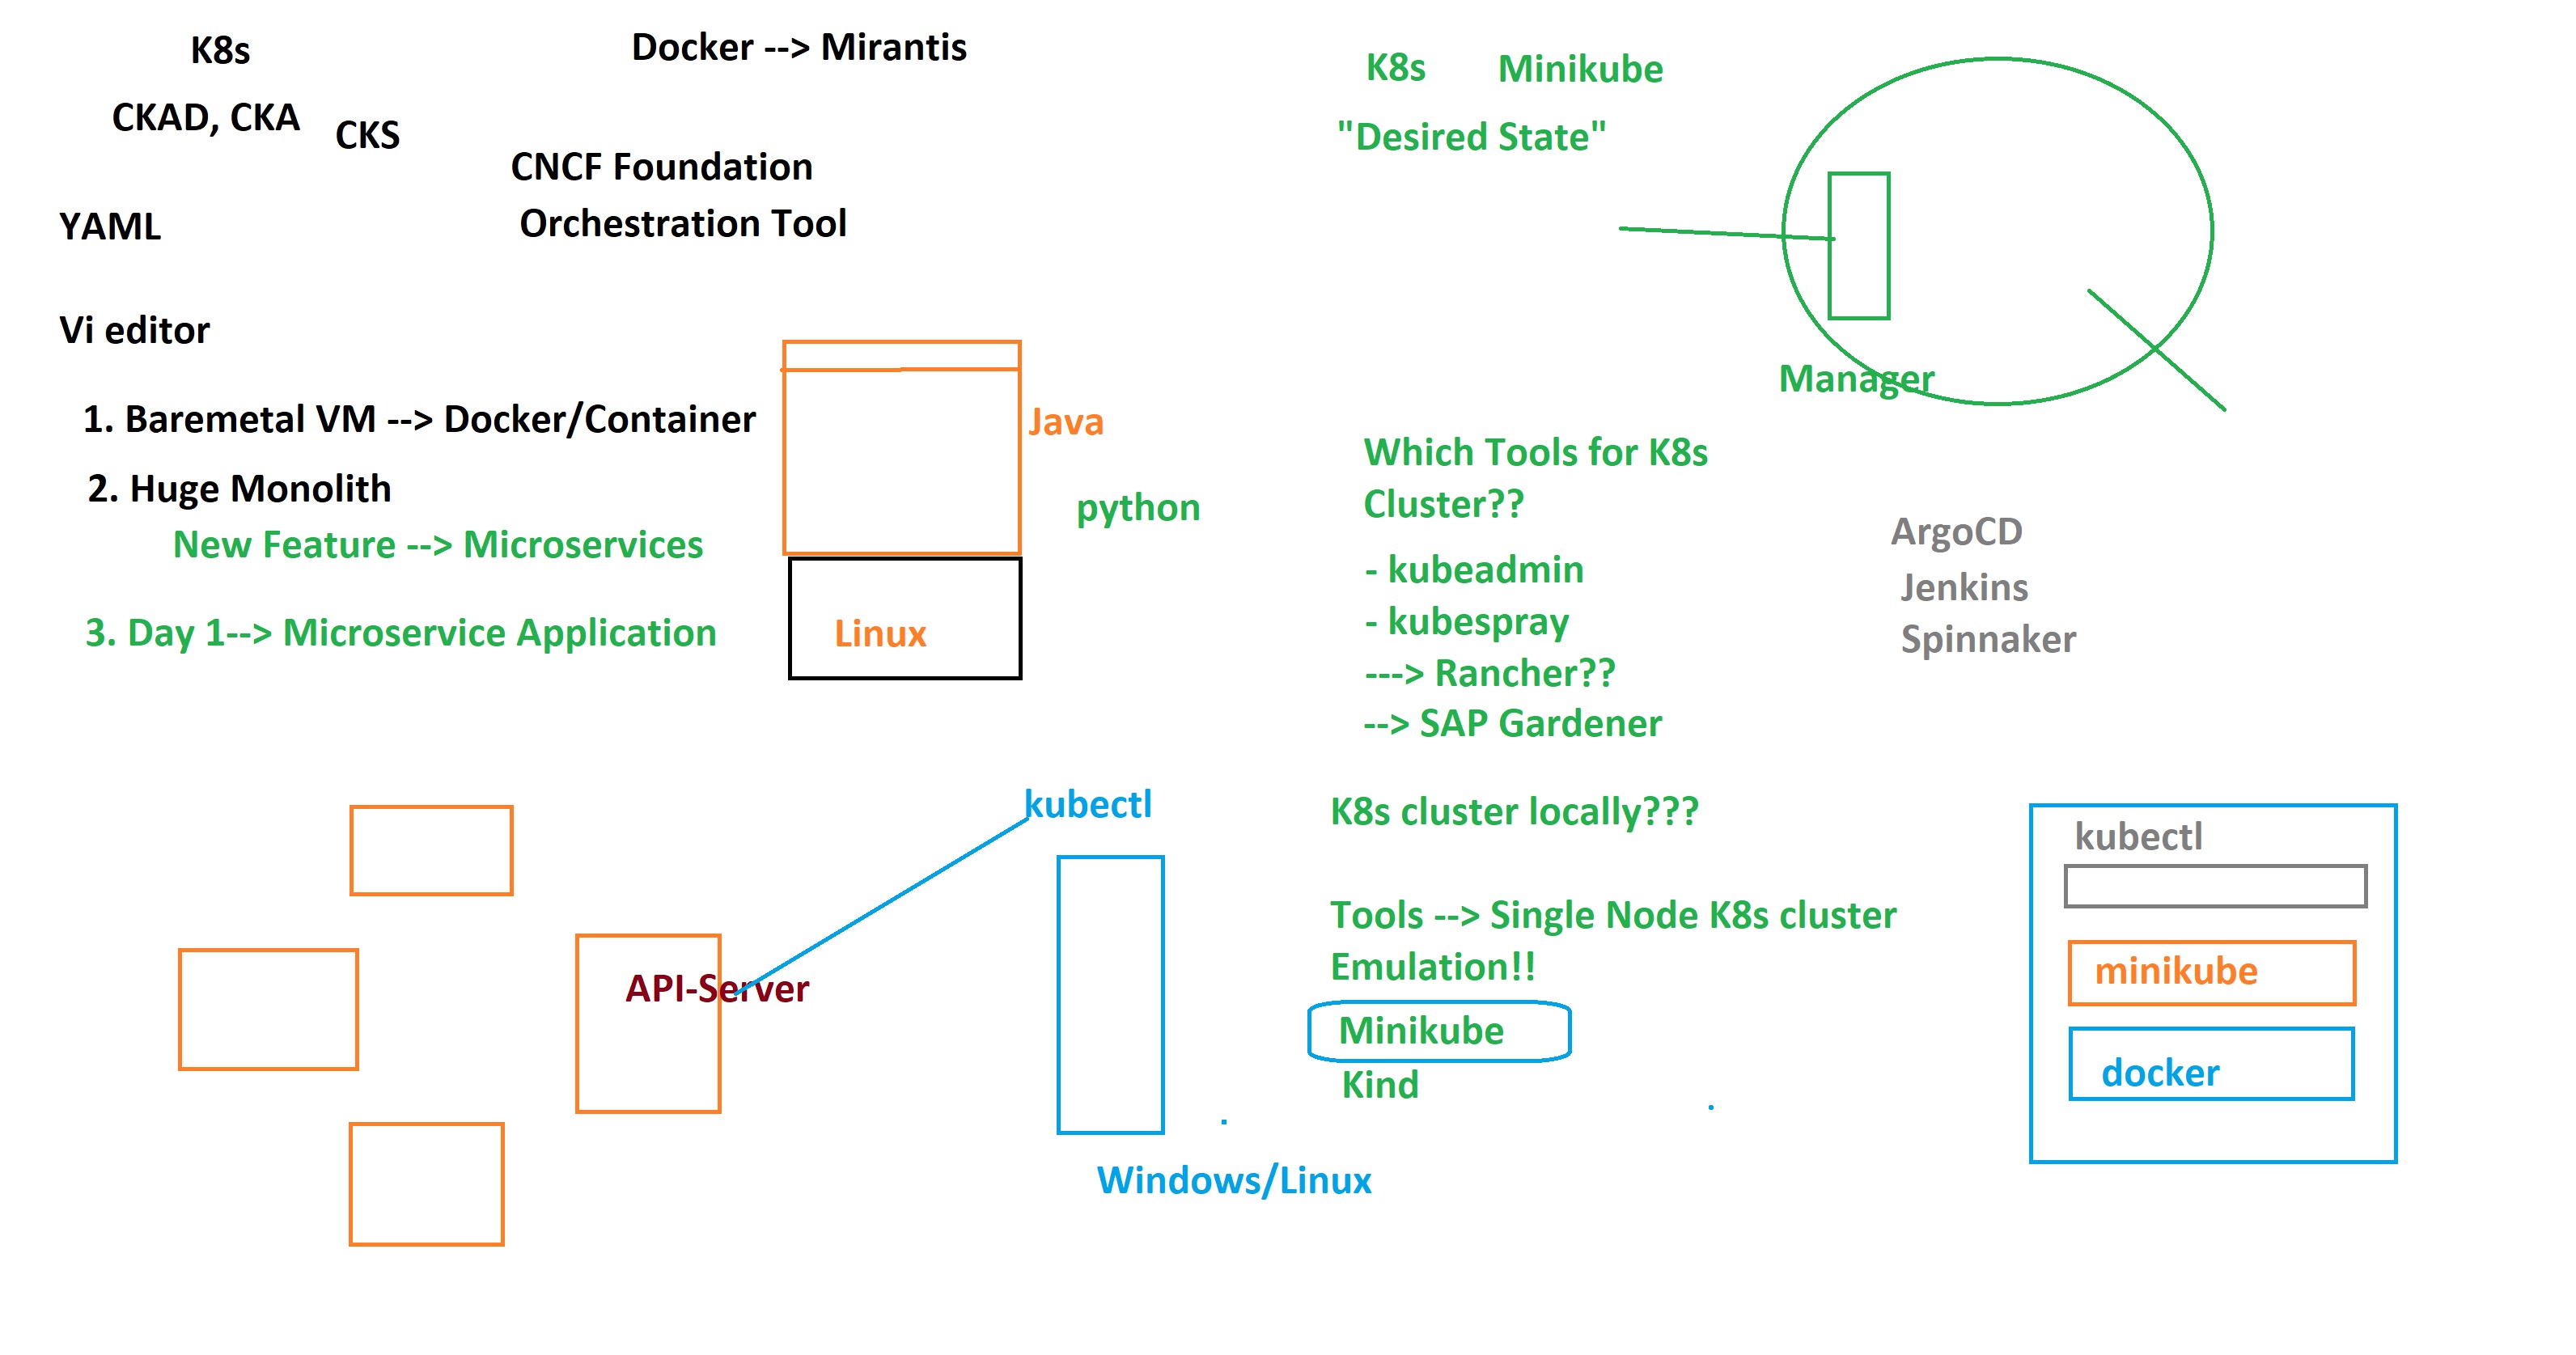 K8s
CKAD, CKA
CKS
Docker --> Mirantis
CNCF Foundation
Orchestration Tool
YAML
Vi editor
1. Baremetal VM --> Docker/Container
2. Huge Monolith
New Feature --> Microservices
3. Day 1--> Microservice Application
Java
python
Linux
K8s
Minikube
"Desired State"
Manager
Which Tools for K8s
Cluster??
- kubeadmin
- kubespray
---> Rancher??
--> SAP Gardener
ArgoCD
Jenkins
Spinnaker
API-Server
kubectl
Windows/Linux
K8s cluster locally???
Tools --> Single Node K8s cluster
Emulation!!
Minikube
Kind
kubectl
minikube
docker